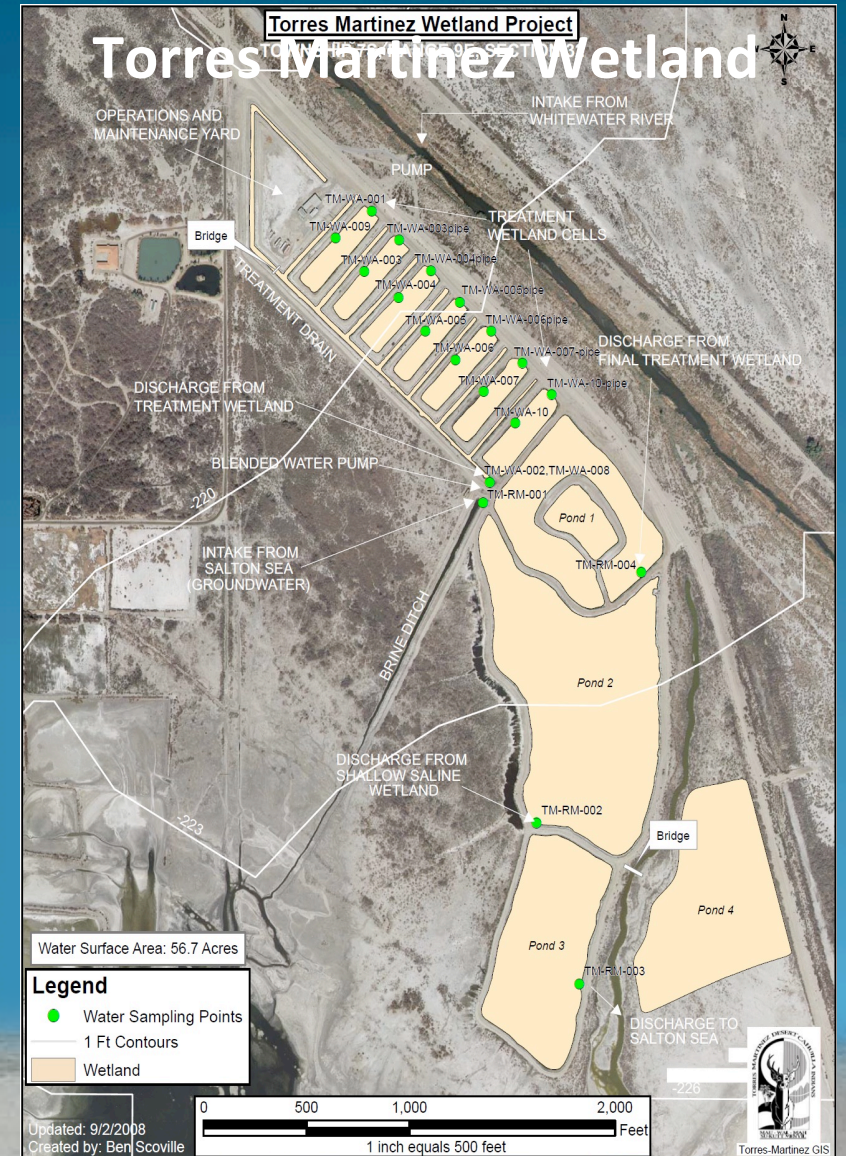 Torres Martinez Wetland Project
Torres Martinez Wetland
N
E
S
OPERATIONS AND
MAINTENANCE YARD
INTAKE FROM
WHITEWATER RIVER
PUMP
TM-WA-001
TREATMENT
WETLAND CELLS
TM-WA-009
TM-WA-003pipe
Bridge
TM-WA-003
TM-WA-004pipe
TREATMENT DRAIN
TM-WA-004
TM-WA-005pipe
TM-WA-005
TM-WA-006pipe
TM-WA-006
TM-WA-007-pipe
DISCHARGE FROM
FINAL TREATMENT WETLAND
TM-WA-007
TM-WA-10-pipe
DISCHARGE FROM
TREATMENT WETLAND
TM-WA-10
BLENDED WATER PUMP
TM-WA-002,TM-WA-008
-220
TM-RM-001
Pond 1
INTAKE FROM
SALTON SEA
(GROUNDWATER)
TM-RM-004
BRINE DITCH
Pond 2
DISCHARGE FROM
SHALLOW SALINE
WETLAND
TM-RM-002
-223
Bridge
Pond 4
Pond 3
Water Surface Area: 56.7 Acres
TM-RM-003
Legend
Water Sampling Points
1 Ft Contours
Wetland
DISCHARGE TO
SALTON SEA
-226
TORRES MARTINEZ DESERT CAHUILLA INDIANS
0 500 1,000 2,000
Feet
1 inch equals 500 feet
Updated: 9/2/2008
Created by: Ben Scoville
Torres-Martinez GIS